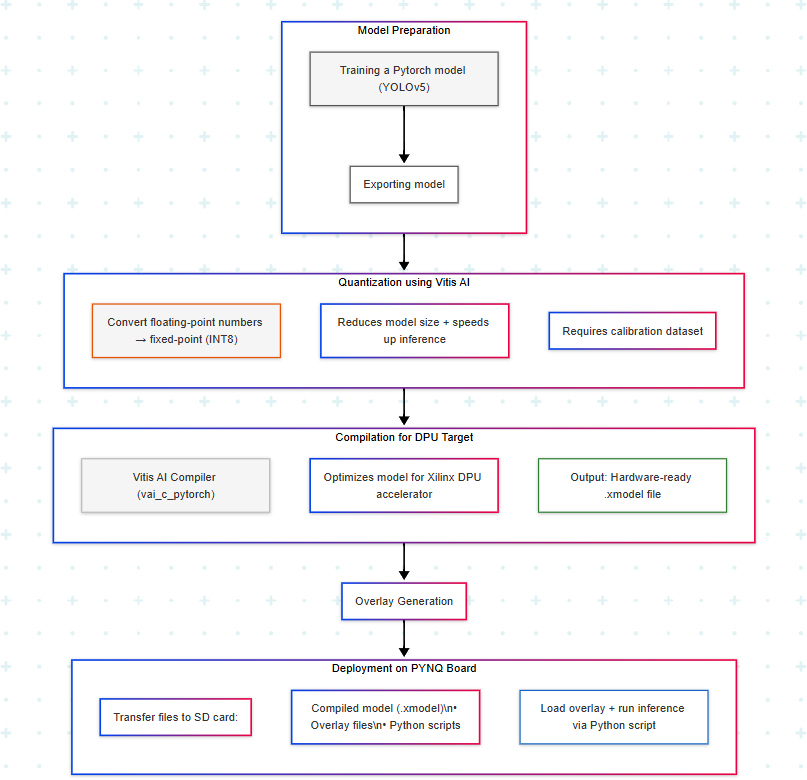 Model Preparation
Training a Pytorch model
(YOLOv5)
Exporting model
Quantization using Vitis AI
Convert floating-point numbers
→ fixed-point (INT8)
Reduces model size + speeds
up inference
Requires calibration dataset
Compilation for DPU Target
Vitis AI Compiler
(vai_c_pytorch)
Optimizes model for Xilinx DPU
accelerator
Output: Hardware-ready
.xmodel file
Overlay Generation
Deployment on PYNQ Board
Transfer files to SD card:
Compiled model (.xmodel)\n•
Overlay files\n• Python scripts
Load overlay + run inference
via Python script